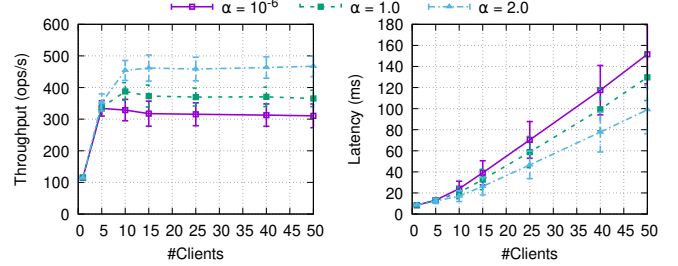 α = 10⁻⁶ α = 1.0 α = 2.0
Throughput (ops/s)
600
500
400
300
200
100
0
0 5 10 15 20 25 30 35 40 45 50
#Clients
Latency (ms)
180
160
140
120
100
80
60
40
20
0
0 5 10 15 20 25 30 35 40 45 50
#Clients